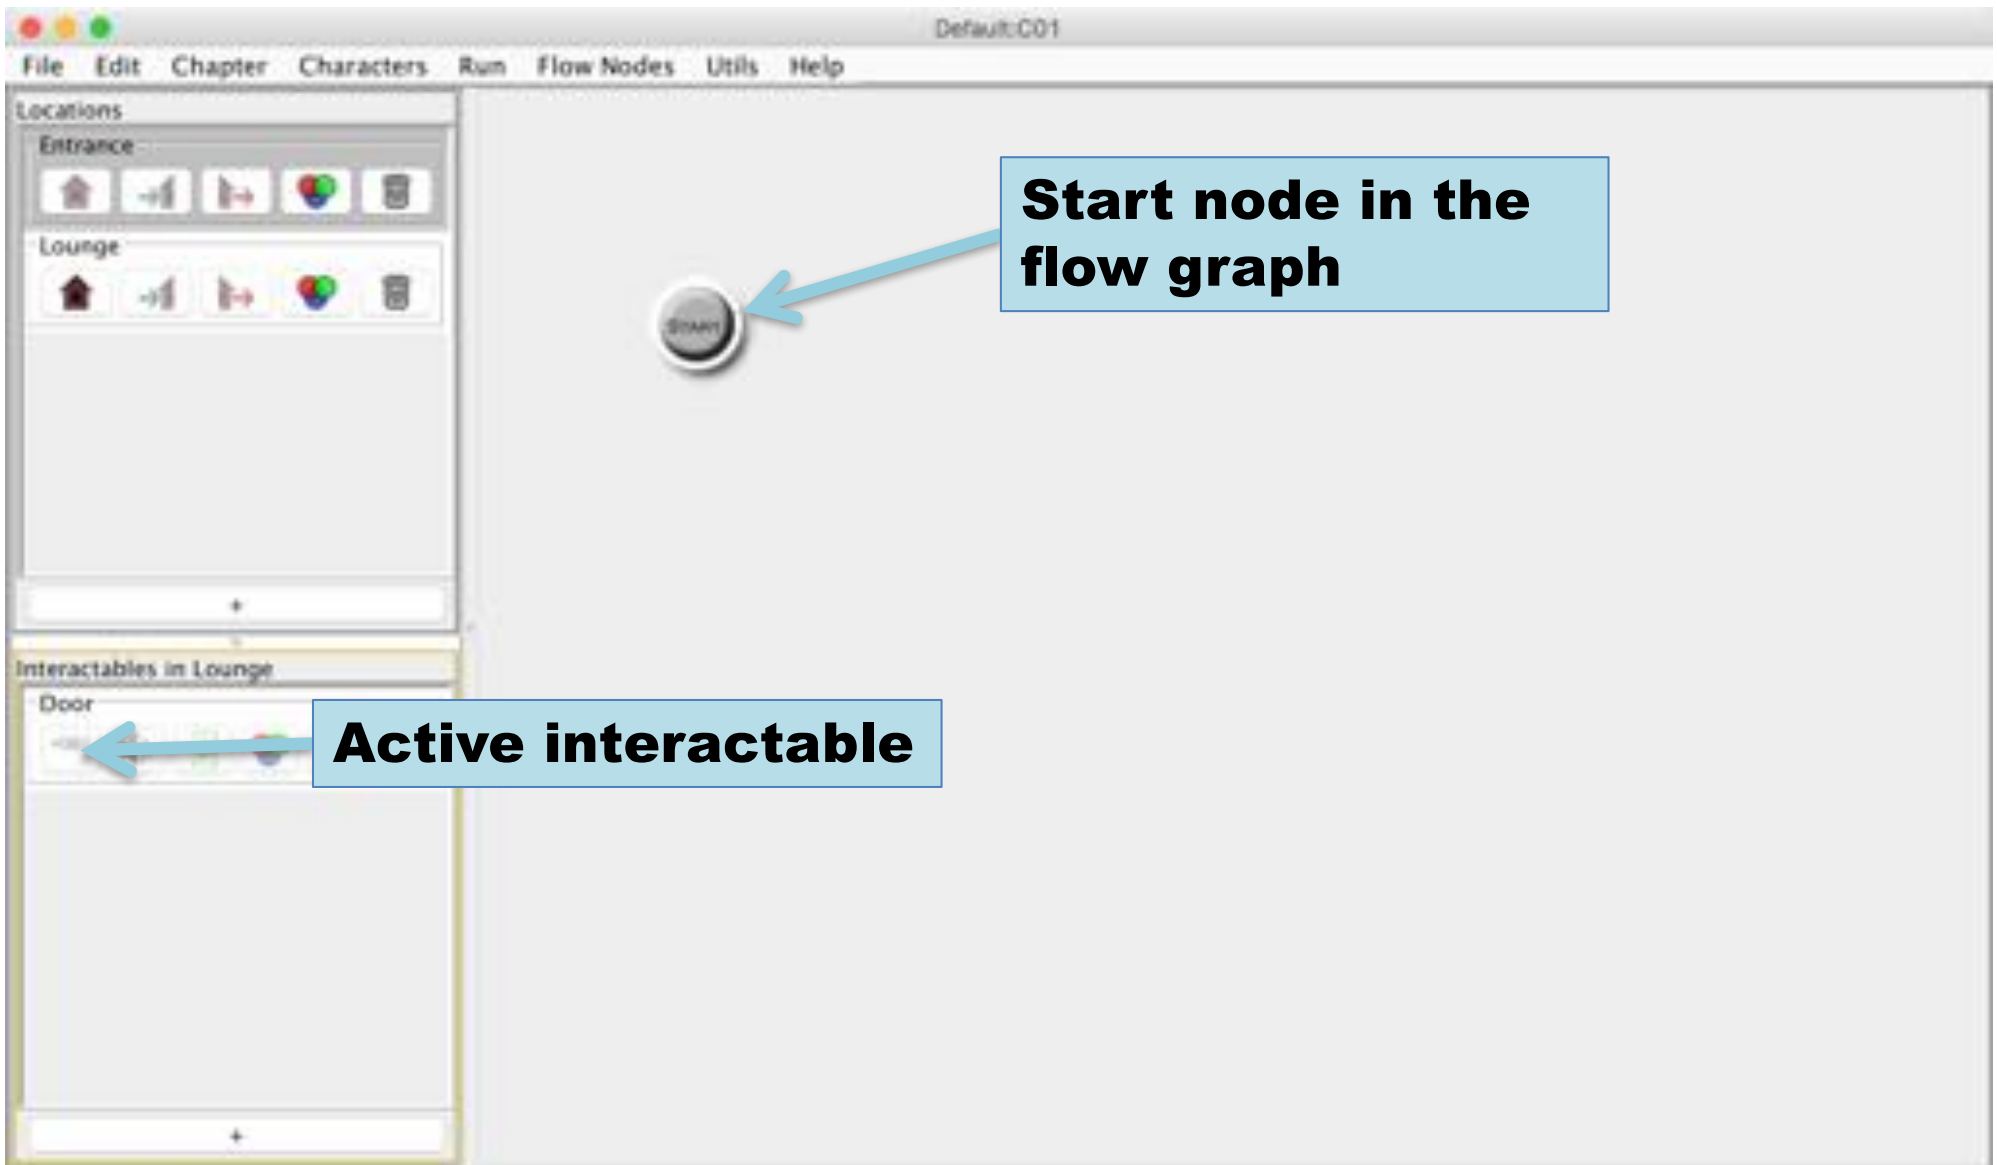 Default:C01
File Edit Chapter Characters Run Flow Nodes Utils Help
Locations
Entrance
Lounge
+
Interactables in Lounge
Door
+
START
Start node in the
flow graph
Active interactable